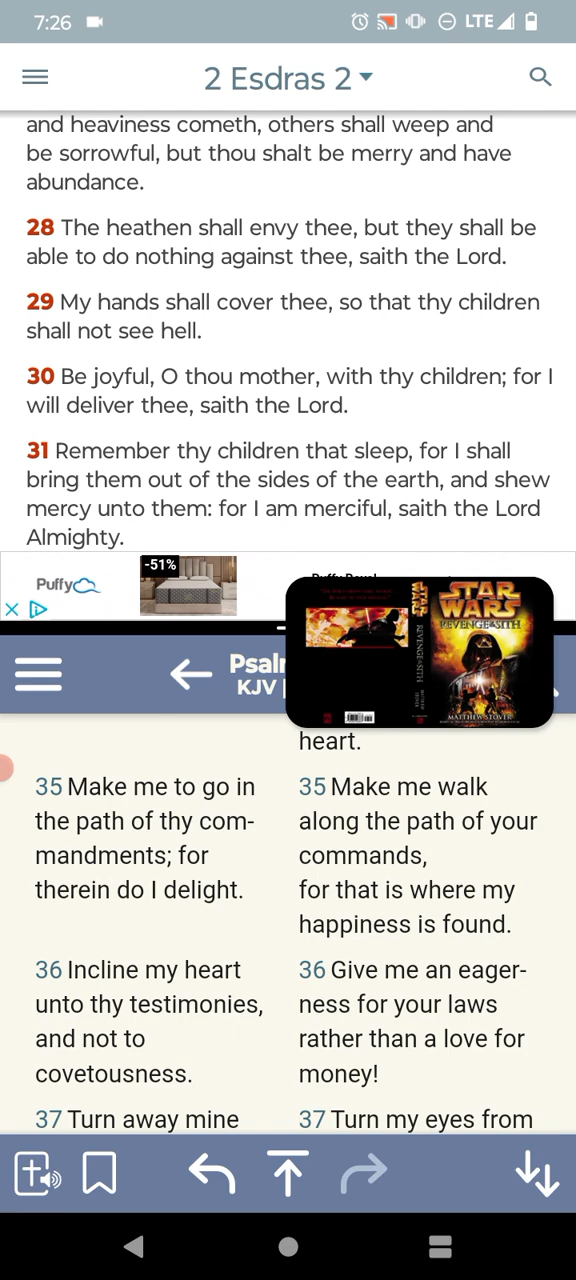 7:26
LTE
2 Esdras 2
and heaviness cometh, others shall weep and
be sorrowful, but thou shalt be merry and have
abundance.
28 The heathen shall envy thee, but they shall be
able to do nothing against thee, saith the Lord.
29 My hands shall cover thee, so that thy children
shall not see hell.
30 Be joyful, O thou mother, with thy children; for I
will deliver thee, saith the Lord.
31 Remember thy children that sleep, for I shall
bring them out of the sides of the earth, and shew
mercy unto them: for I am merciful, saith the Lord
Almighty.
Puffy
-51%
STAR
WARS
REVENGE OF THE SITH
MATTHEW STOVER
STAR WARS
REVENGE OF THE SITH
KJV
heart.
35 Make me to go in
the path of thy com-
mandments; for
therein do I delight.
35 Make me walk
along the path of your
commands,
for that is where my
happiness is found.
36 Incline my heart
unto thy testimonies,
and not to
covetousness.
36 Give me an eager-
ness for your laws
rather than a love for
money!
37 Turn away mine
37 Turn my eyes from